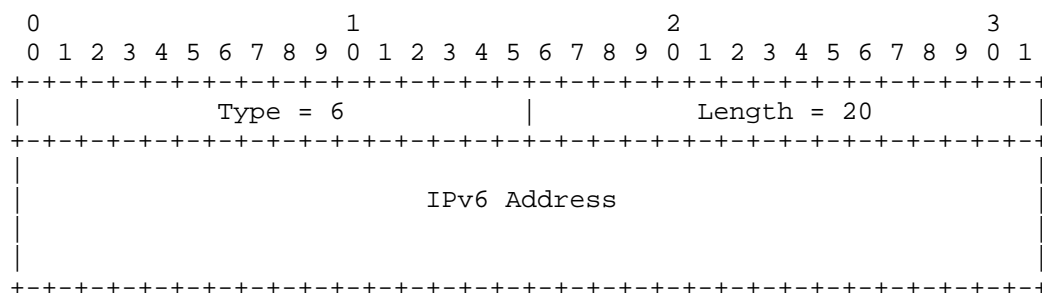 0                   1                   2                   3
 0 1 2 3 4 5 6 7 8 9 0 1 2 3 4 5 6 7 8 9 0 1 2 3 4 5 6 7 8 9 0 1
+-+-+-+-+-+-+-+-+-+-+-+-+-+-+-+-+-+-+-+-+-+-+-+-+-+-+-+-+-+-+-+-+
|            Type = 6           |          Length = 20          |
+-+-+-+-+-+-+-+-+-+-+-+-+-+-+-+-+-+-+-+-+-+-+-+-+-+-+-+-+-+-+-+-+
|                                                               |
|                         IPv6 Address                          |
|                                                               |
|                                                               |
+-+-+-+-+-+-+-+-+-+-+-+-+-+-+-+-+-+-+-+-+-+-+-+-+-+-+-+-+-+-+-+-+